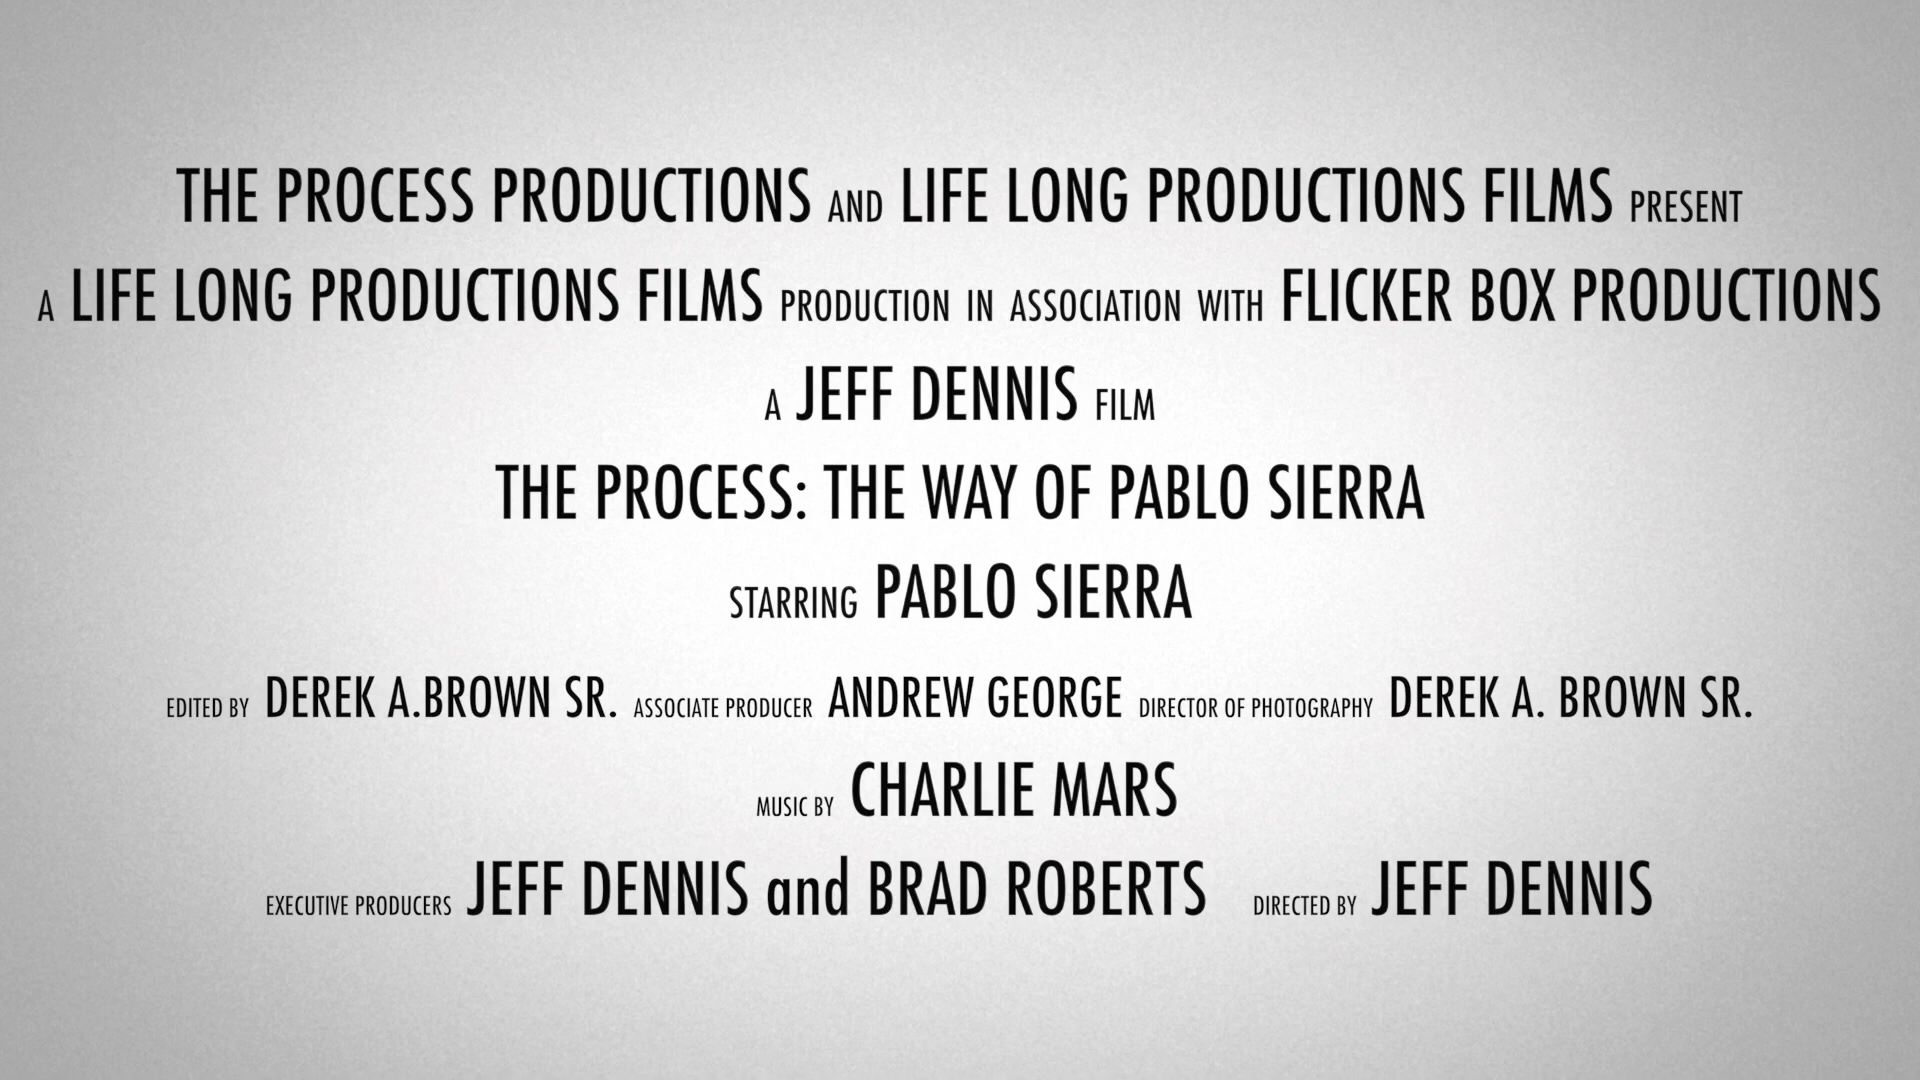 THE PROCESS PRODUCTIONS AND LIFE LONG PRODUCTIONS FILMS PRESENT
A LIFE LONG PRODUCTIONS FILMS PRODUCTION IN ASSOCIATION WITH FLICKER BOX PRODUCTIONS
A JEFF DENNIS FILM
THE PROCESS: THE WAY OF PABLO SIERRA
STARRING PABLO SIERRA
EDITED BY DEREK A.BROWN SR. ASSOCIATE PRODUCER ANDREW GEORGE DIRECTOR OF PHOTOGRAPHY DEREK A. BROWN SR.
MUSIC BY CHARLIE MARS
EXECUTIVE PRODUCERS JEFF DENNIS and BRAD ROBERTS DIRECTED BY JEFF DENNIS